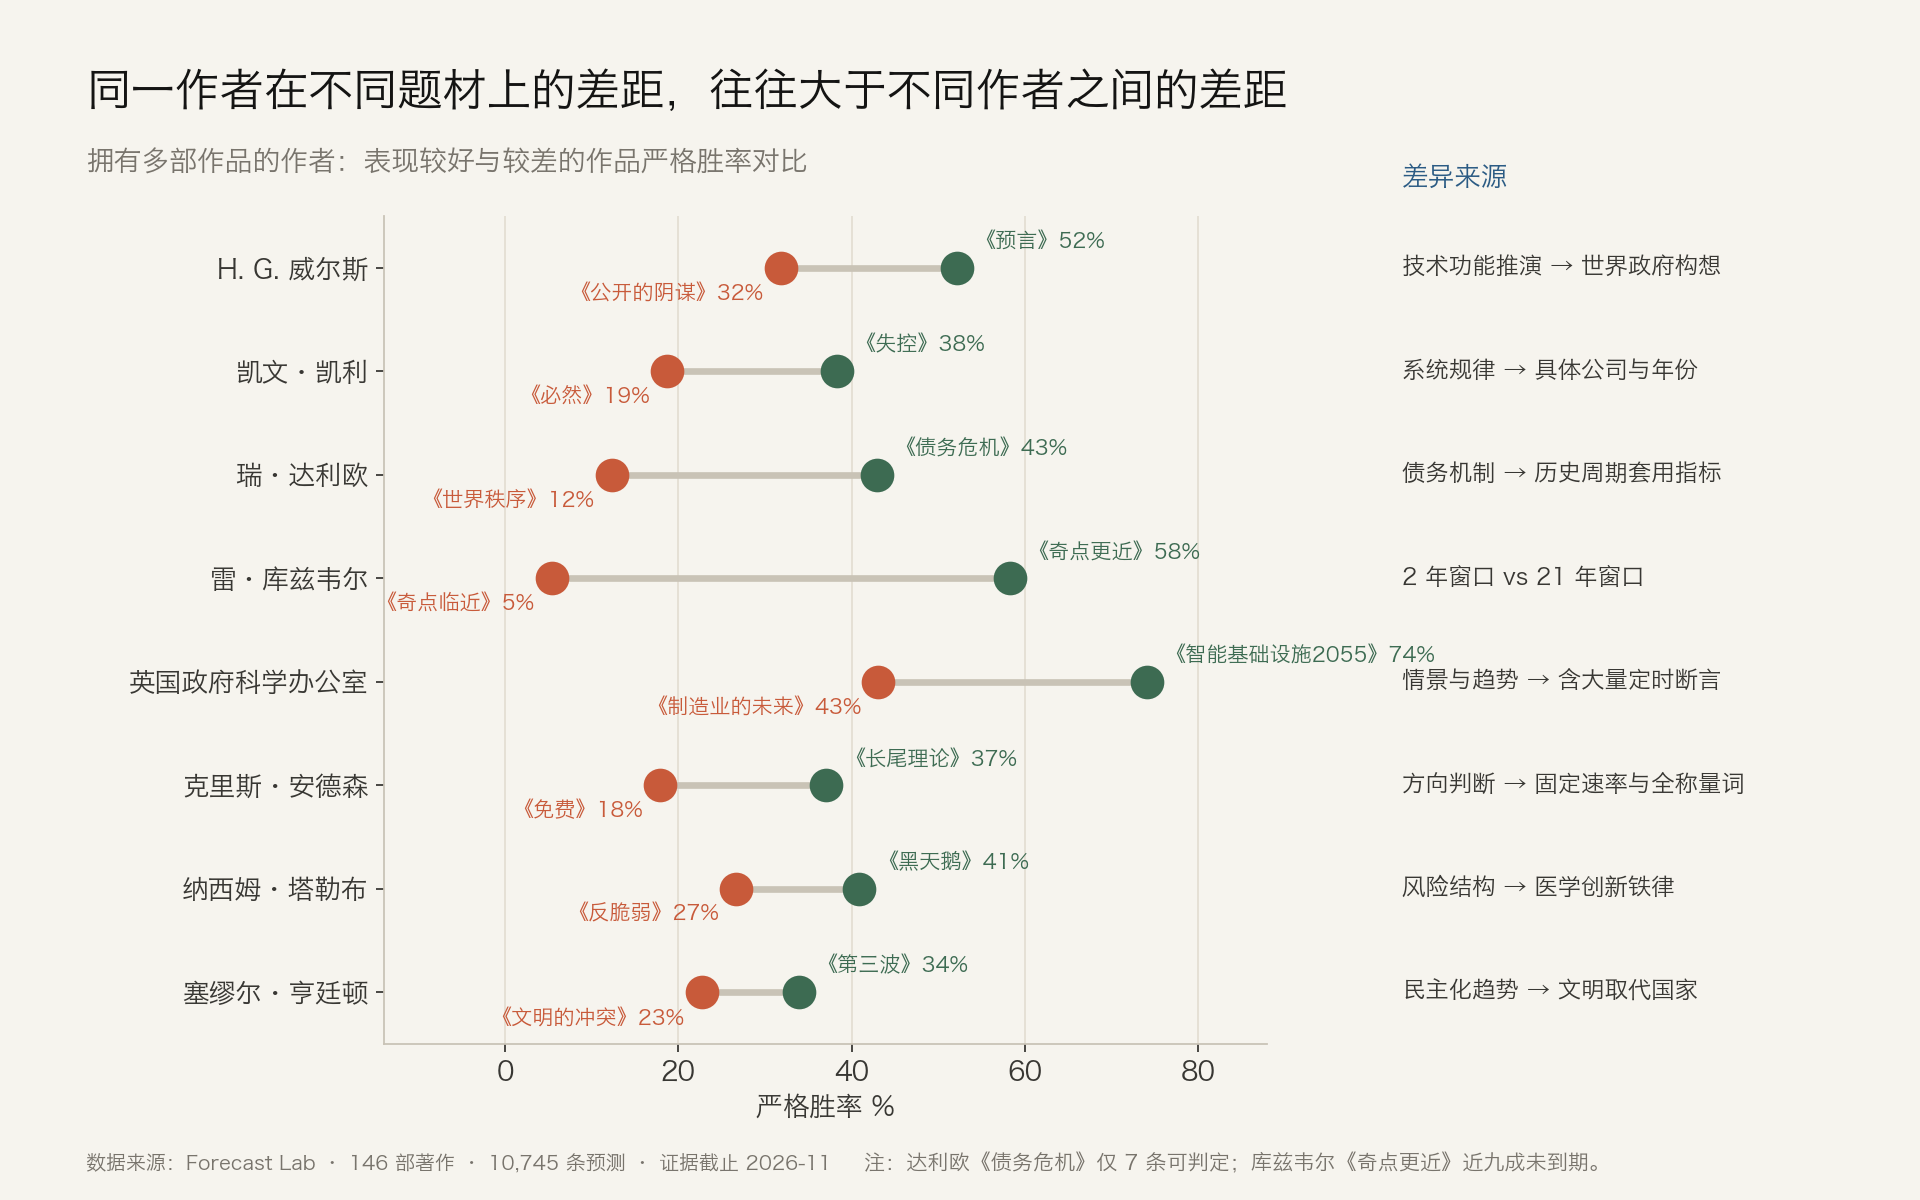 同一作者在不同题材上的差距，往往大于不同作者之间的差距
拥有多部作品的作者：表现较好与较差的作品严格胜率对比
差异来源
《预言》52%
H. G. 威尔斯
技术功能推演 → 世界政府构想
《公开的阴谋》32%
《失控》38%
凯文・凯利
系统规律 → 具体公司与年份
《必然》19%
《债务危机》43%
瑞・达利欧
债务机制 → 历史周期套用指标
《世界秩序》12%
《奇点更近》58%
雷・库兹韦尔
2 年窗口 vs 21 年窗口
《奇点临近》5%
《智能基础设施2055》74%
英国政府科学办公室
情景与趋势 → 含大量定时断言
《制造业的未来》43%
《长尾理论》37%
克里斯・安德森
方向判断 → 固定速率与全称量词
《免费》18%
《黑天鹅》41%
纳西姆・塔勒布
风险结构 → 医学创新铁律
《反脆弱》27%
《第三波》34%
塞缪尔・亨廷顿
民主化趋势 → 文明取代国家
《文明的冲突》23%
0 20 40 60 80
严格胜率 %
数据来源：Forecast Lab · 146 部著作 · 10,745 条预测 · 证据截止 2026-11 注：达利欧《债务危机》仅 7 条可判定；库兹韦尔《奇点更近》近九成未到期。